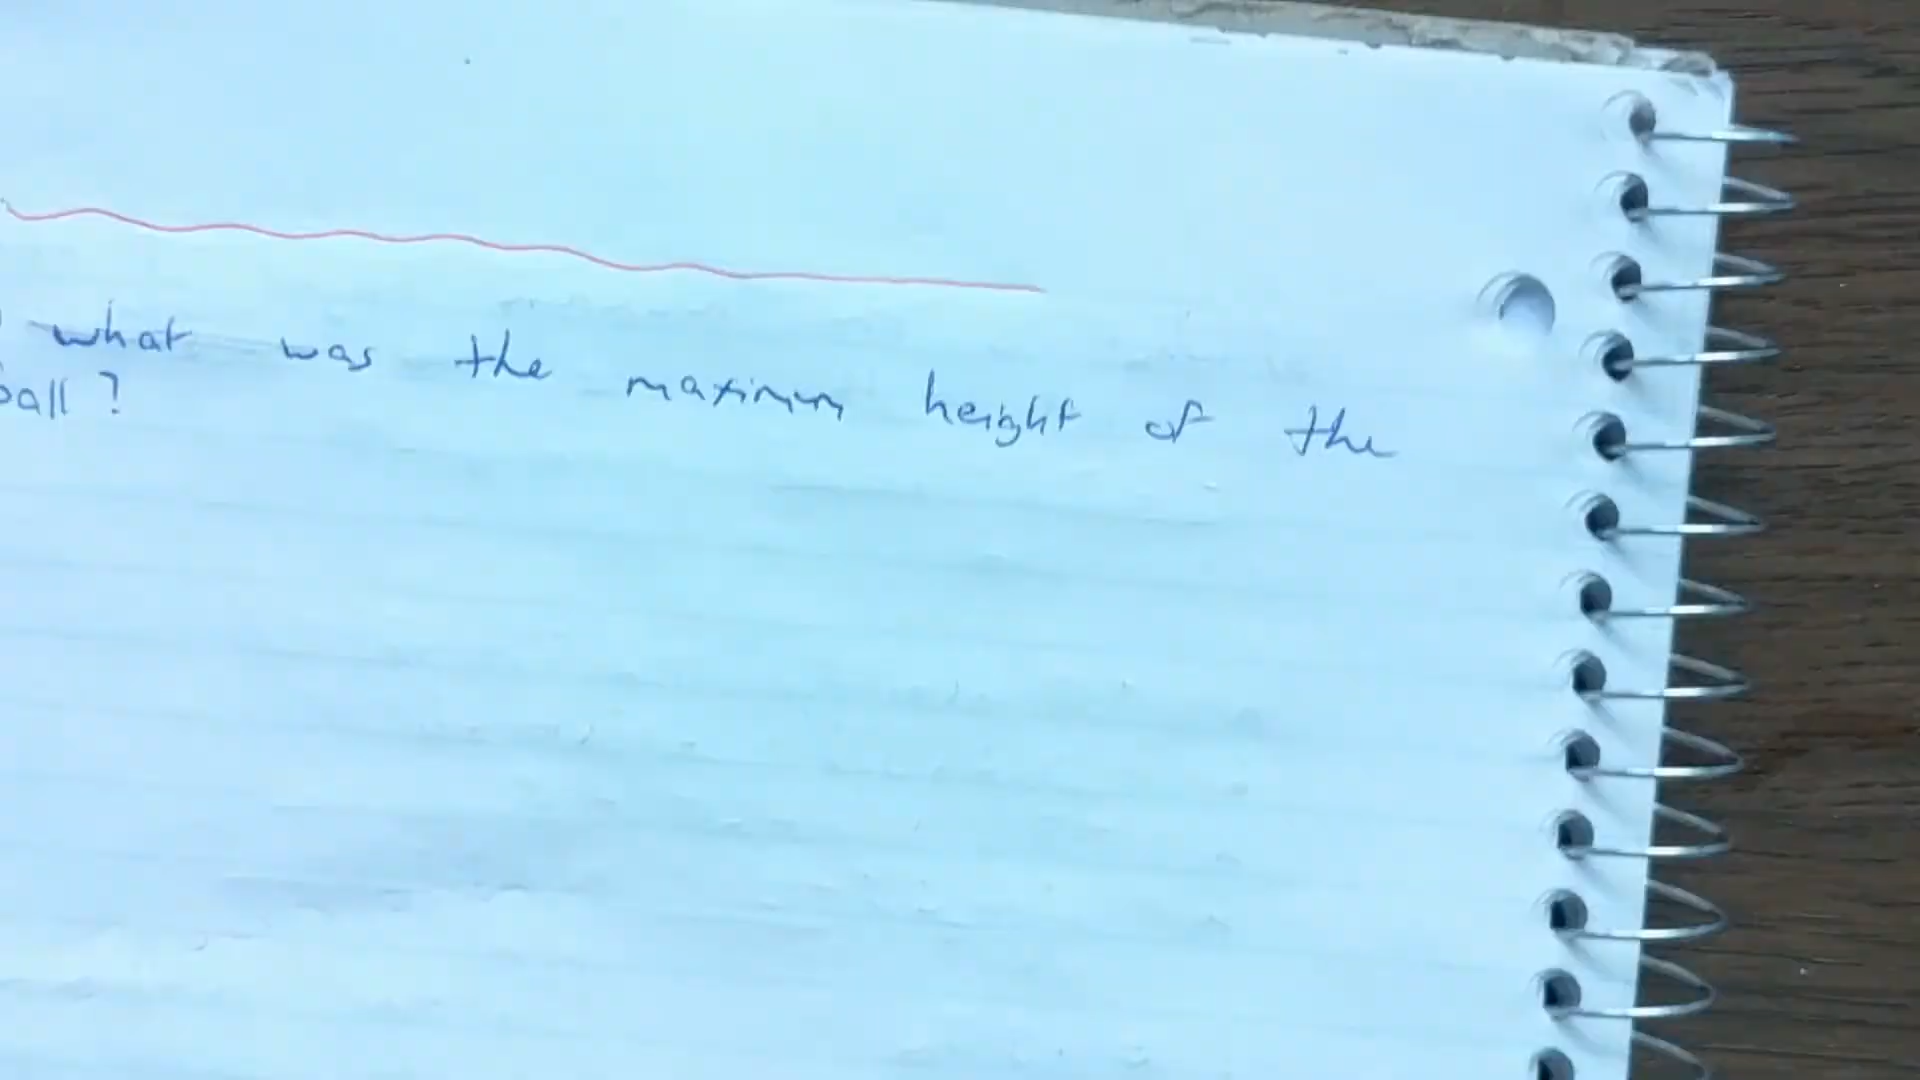 what was the maximum height of the
ball?